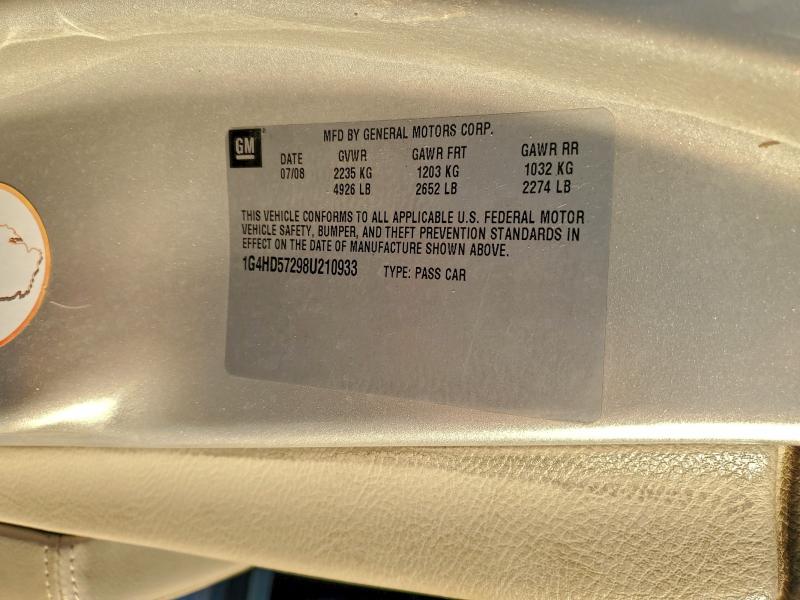 GM
MFD BY GENERAL MOTORS CORP.
DATE GVWR GAWR FRT GAWR RR
07/08 2235 KG 1203 KG 1032 KG
4926 LB 2652 LB 2274 LB
THIS VEHICLE CONFORMS TO ALL APPLICABLE U.S. FEDERAL MOTOR
VEHICLE SAFETY, BUMPER, AND THEFT PREVENTION STANDARDS IN
EFFECT ON THE DATE OF MANUFACTURE SHOWN ABOVE.
1G4HD57298U210933 TYPE: PASS CAR